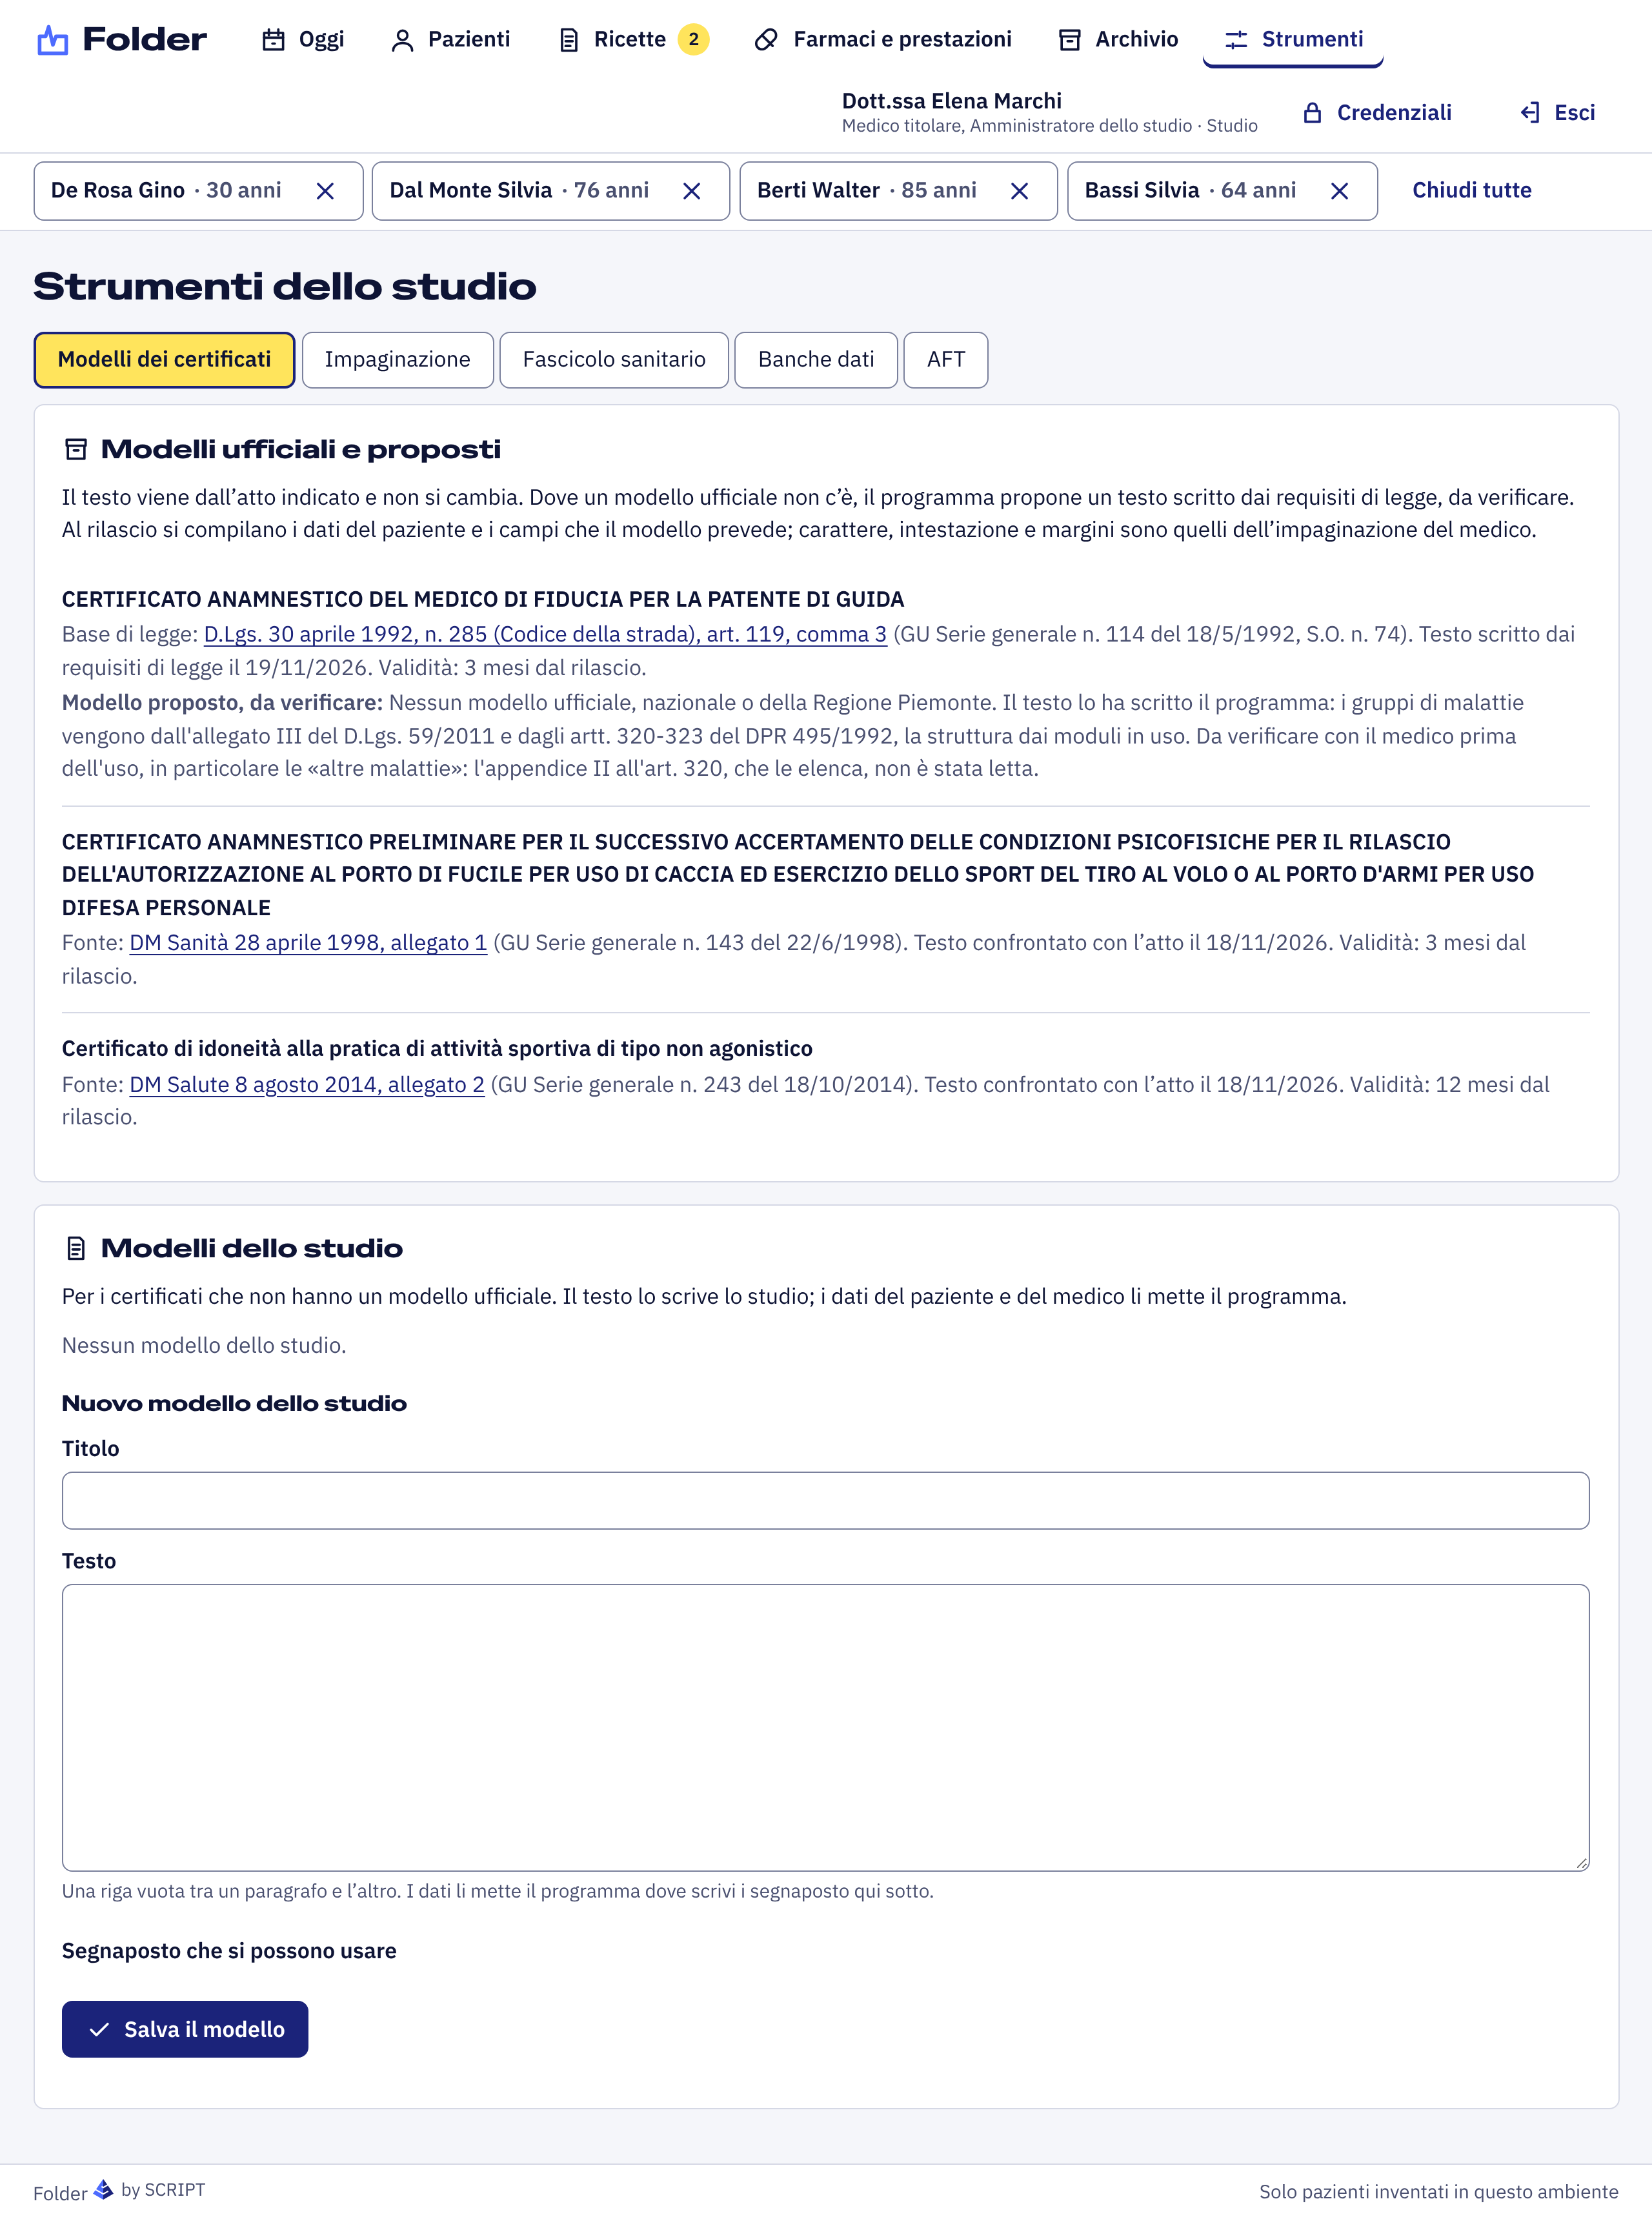 Folder Oggi Pazienti Ricette 2 Farmaci e prestazioni Archivio Strumenti
Dott.ssa Elena Marchi
Medico titolare, Amministratore dello studio · Studio
Credenziali Esci
De Rosa Gino · 30 anni Dal Monte Silvia · 76 anni Berti Walter · 85 anni Bassi Silvia · 64 anni Chiudi tutte
Strumenti dello studio
Modelli dei certificati Impaginazione Fascicolo sanitario Banche dati AFT
Modelli ufficiali e proposti
Il testo viene dall’atto indicato e non si cambia. Dove un modello ufficiale non c’è, il programma propone un testo scritto dai requisiti di legge, da verificare.
Al rilascio si compilano i dati del paziente e i campi che il modello prevede; carattere, intestazione e margini sono quelli dell’impaginazione del medico.
CERTIFICATO ANAMNESTICO DEL MEDICO DI FIDUCIA PER LA PATENTE DI GUIDA
Base di legge: D.Lgs. 30 aprile 1992, n. 285 (Codice della strada), art. 119, comma 3 (GU Serie generale n. 114 del 18/5/1992, S.O. n. 74). Testo scritto dai
requisiti di legge il 19/11/2026. Validità: 3 mesi dal rilascio.
Modello proposto, da verificare: Nessun modello ufficiale, nazionale o della Regione Piemonte. Il testo lo ha scritto il programma: i gruppi di malattie
vengono dall'allegato III del D.Lgs. 59/2011 e dagli artt. 320-323 del DPR 495/1992, la struttura dai moduli in uso. Da verificare con il medico prima
dell'uso, in particolare le «altre malattie»: l'appendice II all'art. 320, che le elenca, non è stata letta.
CERTIFICATO ANAMNESTICO PRELIMINARE PER IL SUCCESSIVO ACCERTAMENTO DELLE CONDIZIONI PSICOFISICHE PER IL RILASCIO
DELL'AUTORIZZAZIONE AL PORTO DI FUCILE PER USO DI CACCIA ED ESERCIZIO DELLO SPORT DEL TIRO AL VOLO O AL PORTO D'ARMI PER USO
DIFESA PERSONALE
Fonte: DM Sanità 28 aprile 1998, allegato 1 (GU Serie generale n. 143 del 22/6/1998). Testo confrontato con l’atto il 18/11/2026. Validità: 3 mesi dal
rilascio.
Certificato di idoneità alla pratica di attività sportiva di tipo non agonistico
Fonte: DM Salute 8 agosto 2014, allegato 2 (GU Serie generale n. 243 del 18/10/2014). Testo confrontato con l’atto il 18/11/2026. Validità: 12 mesi dal
rilascio.
Modelli dello studio
Per i certificati che non hanno un modello ufficiale. Il testo lo scrive lo studio; i dati del paziente e del medico li mette il programma.
Nessun modello dello studio.
Nuovo modello dello studio
Titolo
Testo
Una riga vuota tra un paragrafo e l’altro. I dati li mette il programma dove scrivi i segnaposto qui sotto.
Segnaposto che si possono usare
Salva il modello
Folder by SCRIPT Solo pazienti inventati in questo ambiente